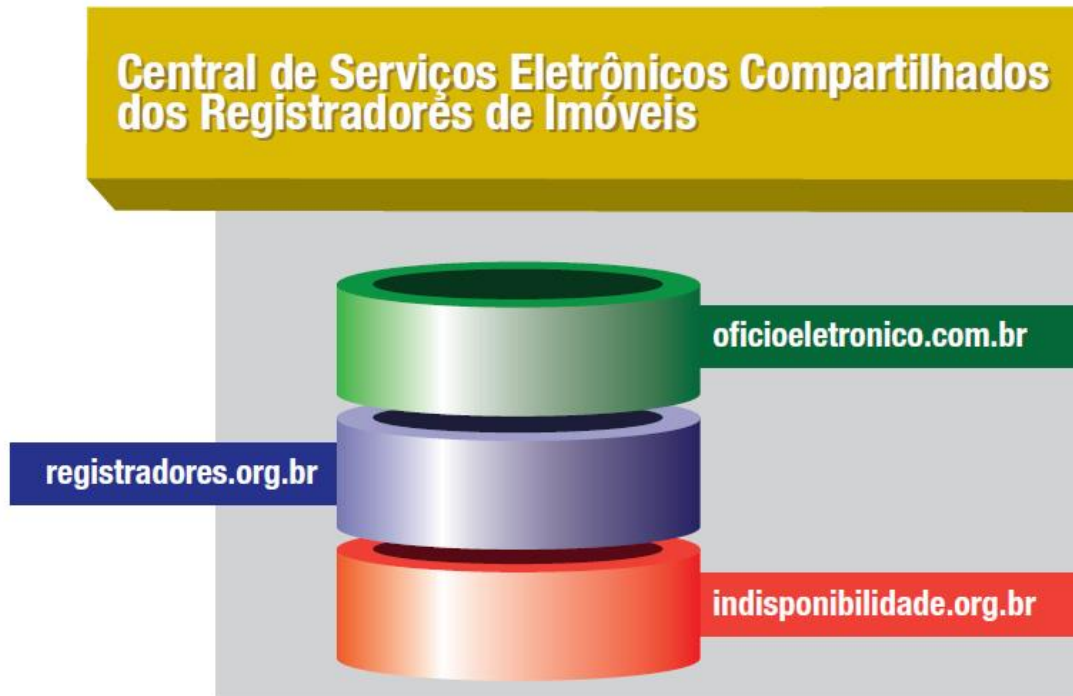 Central de Serviços Eletrônicos Compartilhados
dos Registradores de Imóveis
oficioeletronico.com.br
registradores.org.br
indisponibilidade.org.br